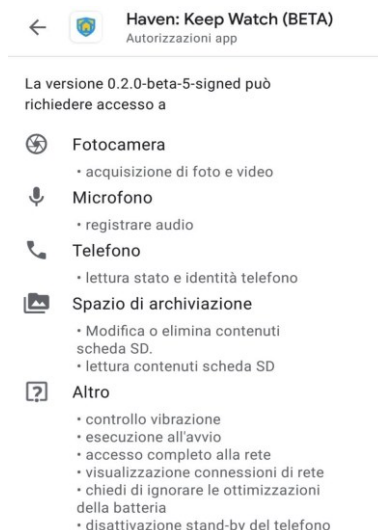 Haven: Keep Watch (BETA)
Autorizzazioni app
La versione 0.2.0-beta-5-signed può
richiedere accesso a
Fotocamera
• acquisizione di foto e video
Microfono
• registrare audio
Telefono
• lettura stato e identità telefono
Spazio di archiviazione
• Modifica o elimina contenuti
scheda SD.
• lettura contenuti scheda SD
Altro
• controllo vibrazione
• esecuzione all'avvio
• accesso completo alla rete
• visualizzazione connessioni di rete
• chiedi di ignorare le ottimizzazioni
della batteria
• disattivazione stand-by del telefono